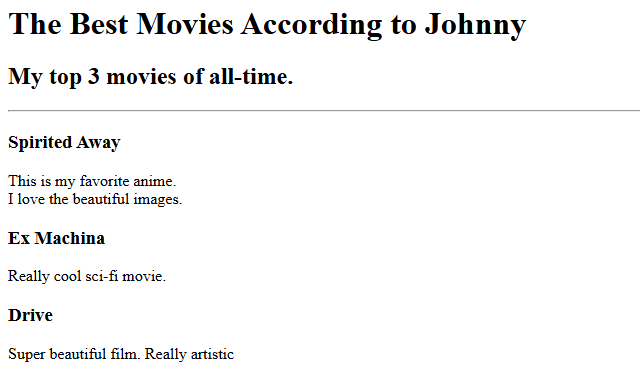 The Best Movies According to Johnny
My top 3 movies of all-time.
Spirited Away
This is my favorite anime.
I love the beautiful images.
Ex Machina
Really cool sci-fi movie.
Drive
Super beautiful film. Really artistic